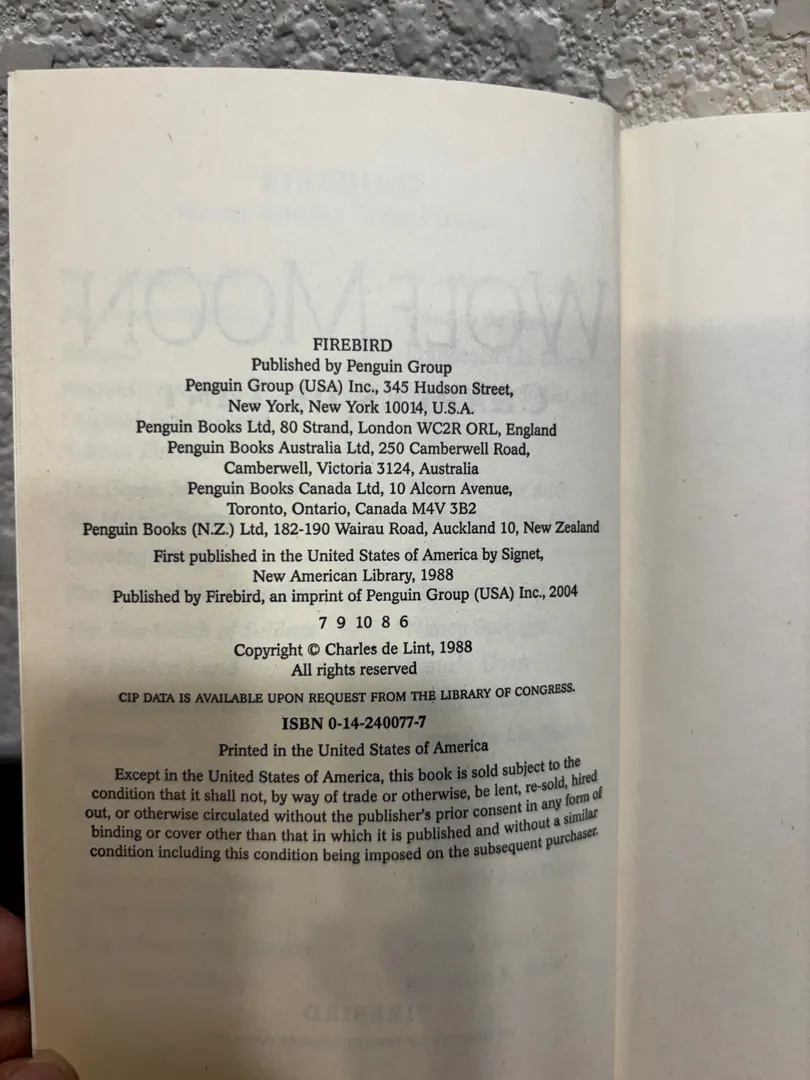 FIREBIRD
Published by Penguin Group
Penguin Group (USA) Inc., 345 Hudson Street,
New York, New York 10014, U.S.A.
Penguin Books Ltd, 80 Strand, London WC2R ORL, England
Penguin Books Australia Ltd, 250 Camberwell Road,
Camberwell, Victoria 3124, Australia
Penguin Books Canada Ltd, 10 Alcorn Avenue,
Toronto, Ontario, Canada M4V 3B2
Penguin Books (N.Z.) Ltd, 182-190 Wairau Road, Auckland 10, New Zealand
First published in the United States of America by Signet,
New American Library, 1988
Published by Firebird, an imprint of Penguin Group (USA) Inc., 2004
7 9 10 8 6
Copyright © Charles de Lint, 1988
All rights reserved
CIP DATA IS AVAILABLE UPON REQUEST FROM THE LIBRARY OF CONGRESS.
ISBN 0-14-240077-7
Printed in the United States of America
Except in the United States of America, this book is sold subject to the
condition that it shall not, by way of trade or otherwise, be lent, re-sold, hired
out, or otherwise circulated without the publisher's prior consent in any form of
binding or cover other than that in which it is published and without a similar
condition including this condition being imposed on the subsequent purchaser.